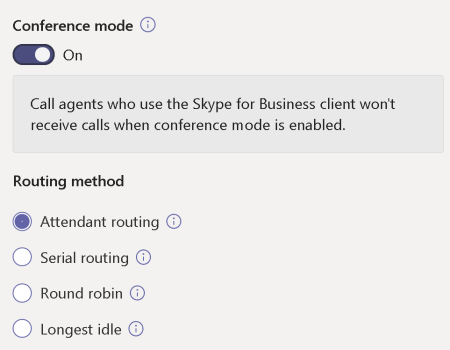 Conference mode
On
Call agents who use the Skype for Business client won't
receive calls when conference mode is enabled.
Routing method
Attendant routing
Serial routing
Round robin
Longest idle